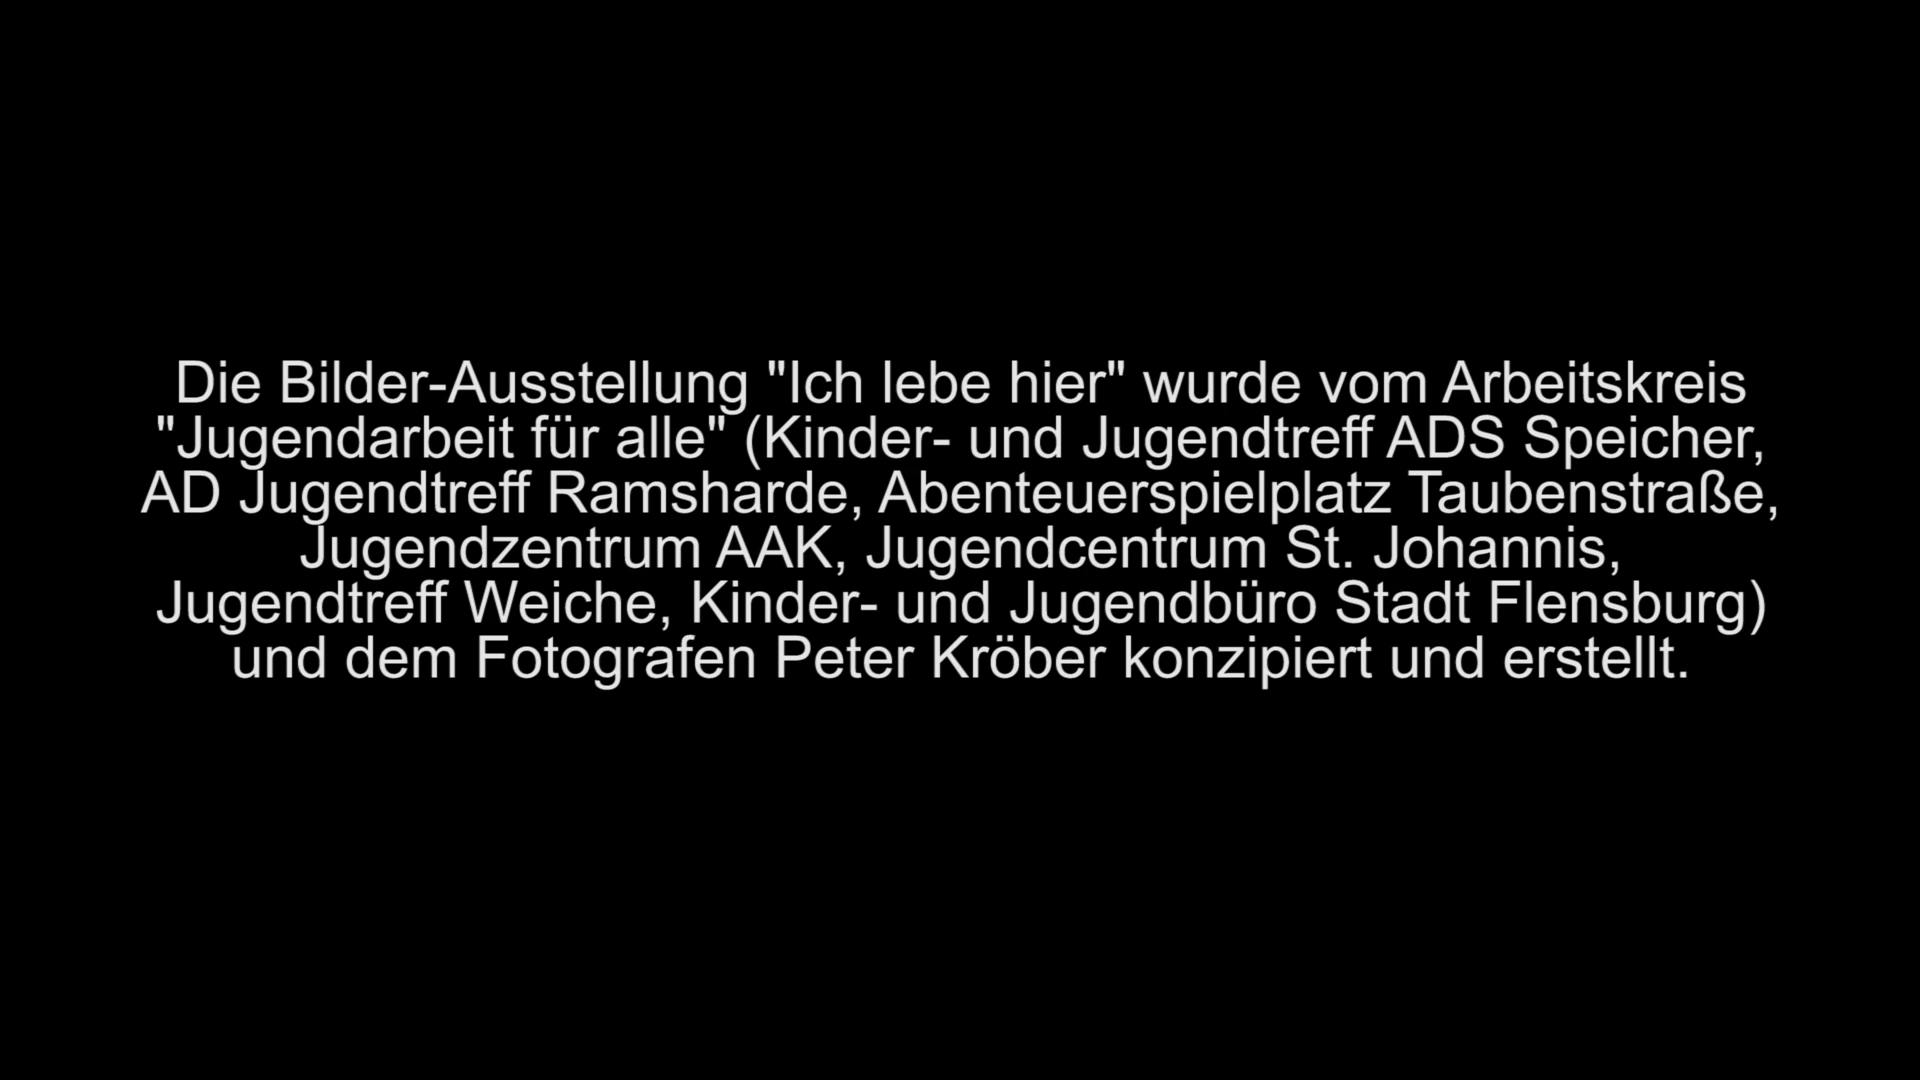 Die Bilder-Ausstellung "Ich lebe hier" wurde vom Arbeitskreis
"Jugendarbeit für alle" (Kinder- und Jugendtreff ADS Speicher,
AD Jugendtreff Ramsharde, Abenteuerspielplatz Taubenstraße,
Jugendzentrum AAK, Jugendcentrum St. Johannis,
Jugendtreff Weiche, Kinder- und Jugendbüro Stadt Flensburg)
und dem Fotografen Peter Kröber konzipiert und erstellt.